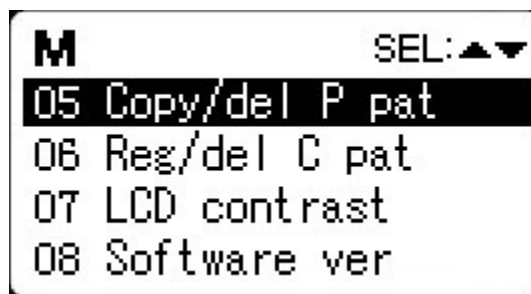 M SEL:▲▼
05 Copy/del P pat
06 Reg/del C pat
07 LCD contrast
08 Software ver